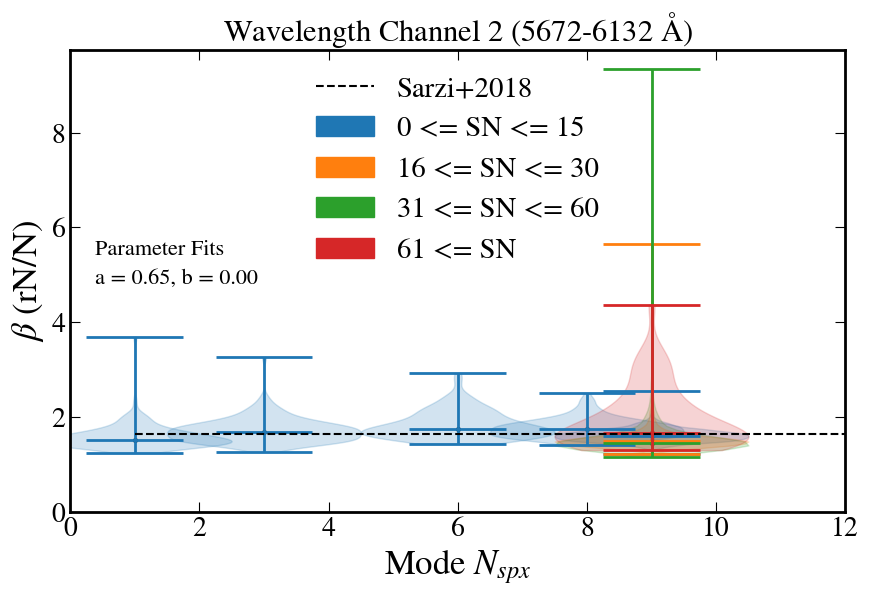 Wavelength Channel 2 (5672-6132 Å)
Sarzi+2018
0 <= SN <= 15
16 <= SN <= 30
31 <= SN <= 60
61 <= SN
Parameter Fits
a = 0.65, b = 0.00
β (rN/N)
8
6
4
2
0
0 2 4 6 8 10 12
Mode N_{spx}